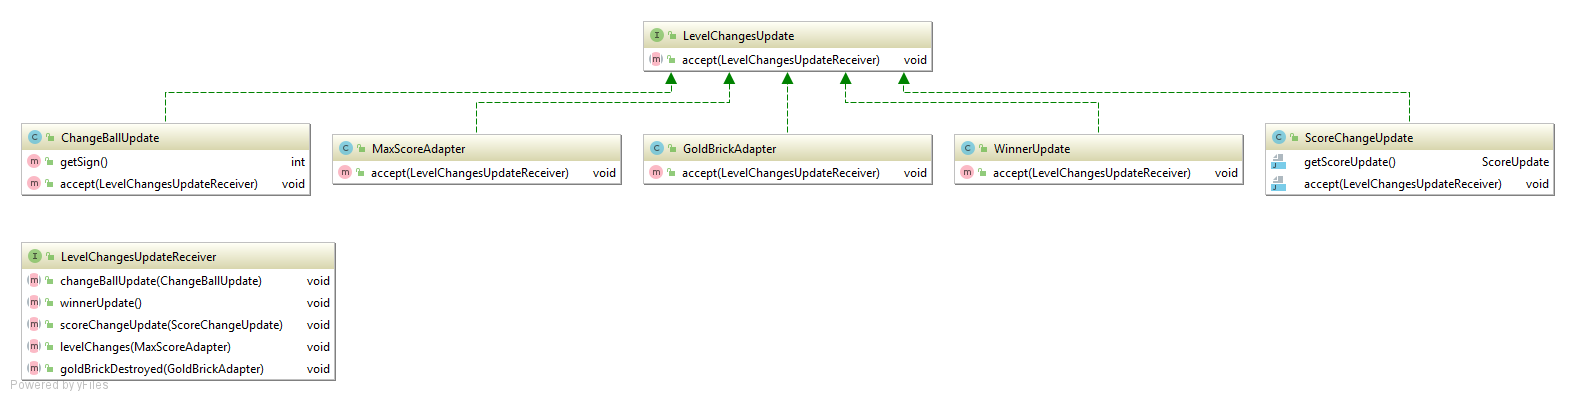 LevelChangesUpdate
accept(LevelChangesUpdateReceiver) void
ChangeBallUpdate
getSign() int
accept(LevelChangesUpdateReceiver) void
MaxScoreAdapter
accept(LevelChangesUpdateReceiver) void
GoldBrickAdapter
accept(LevelChangesUpdateReceiver) void
WinnerUpdate
accept(LevelChangesUpdateReceiver) void
ScoreChangeUpdate
getScoreUpdate() ScoreUpdate
accept(LevelChangesUpdateReceiver) void
LevelChangesUpdateReceiver
changeBallUpdate(ChangeBallUpdate) void
winnerUpdate() void
scoreChangeUpdate(ScoreChangeUpdate) void
levelChanges(MaxScoreAdapter) void
goldBrickDestroyed(GoldBrickAdapter) void
Powered by yFiles